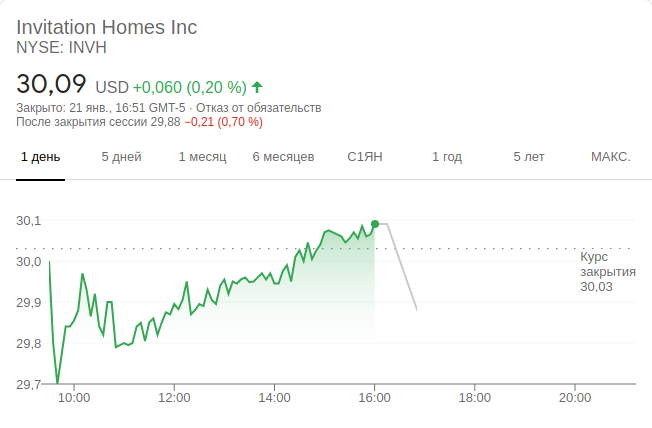 Invitation Homes Inc
NYSE: INVH
30,09 USD +0,060 (0,20 %)
Закрыто: 21 янв., 16:51 GMT-5 · Отказ от обязательств
После закрытия сессии 29,88 −0,21 (0,70 %)
1 день 5 дней 1 месяц 6 месяцев С1ЯН 1 год 5 лет МАКС.
30,1
30,0
29,9
29,8
29,7
Курс
закрытия
30,03
10:00 12:00 14:00 16:00 18:00 20:00